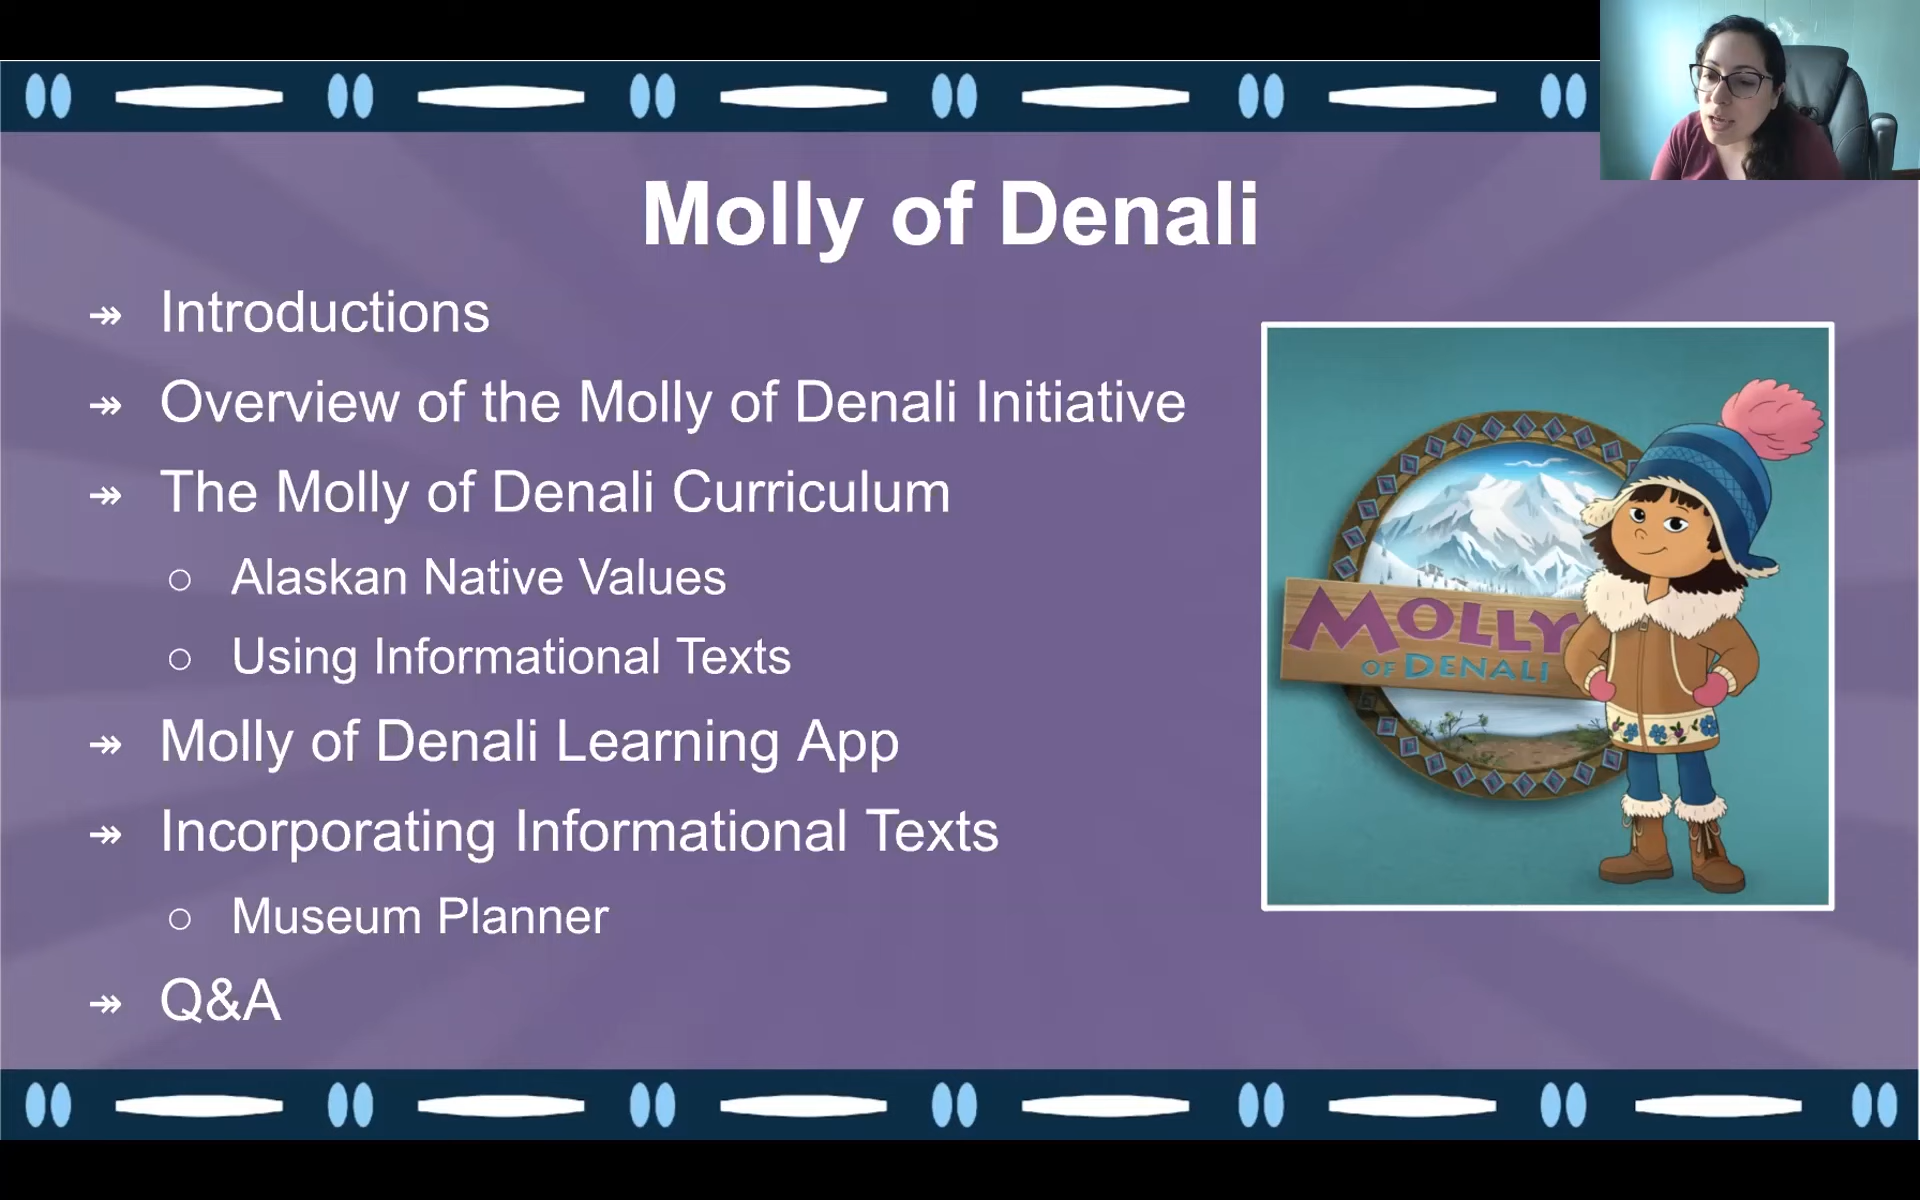 Molly of Denali
↠ Introductions
↠ Overview of the Molly of Denali Initiative
↠ The Molly of Denali Curriculum
○ Alaskan Native Values
○ Using Informational Texts
↠ Molly of Denali Learning App
↠ Incorporating Informational Texts
○ Museum Planner
↠ Q&A
MOLLY
OF DENALI